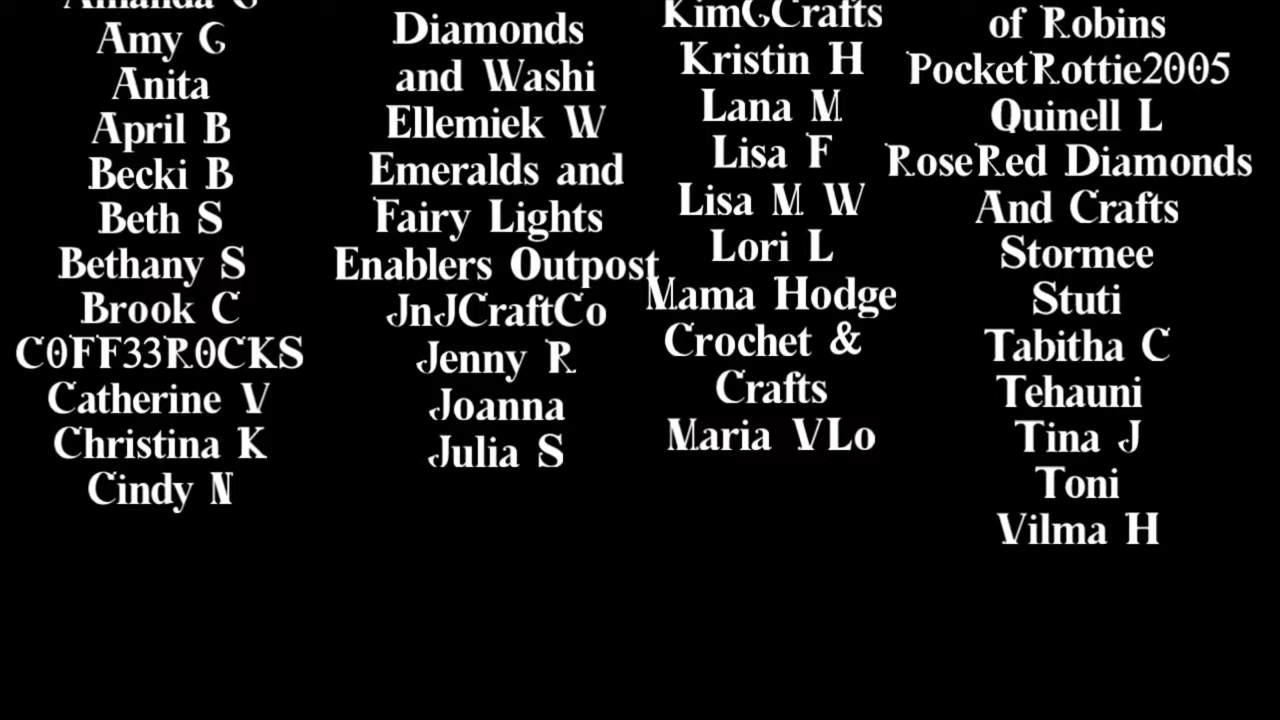 Amanda G
Amy G
Anita
April B
Becki B
Beth S
Bethany S
Brook C
C0FF33R0CKS
Catherine V
Christina K
Cindy N
Diamonds
and Washi
Ellemiek W
Emeralds and
Fairy Lights
Enablers Outpost
JnJCraftCo
Jenny R
Joanna
Julia S
KimGCrafts
Kristin H
Lana M
Lisa F
Lisa M W
Lori L
Mama Hodge
Crochet &
Crafts
Maria VLo
of Robins
PocketRottie2005
Quinell L
RoseRed Diamonds
And Crafts
Stormee
Stuti
Tabitha C
Tehauni
Tina J
Toni
Vilma H